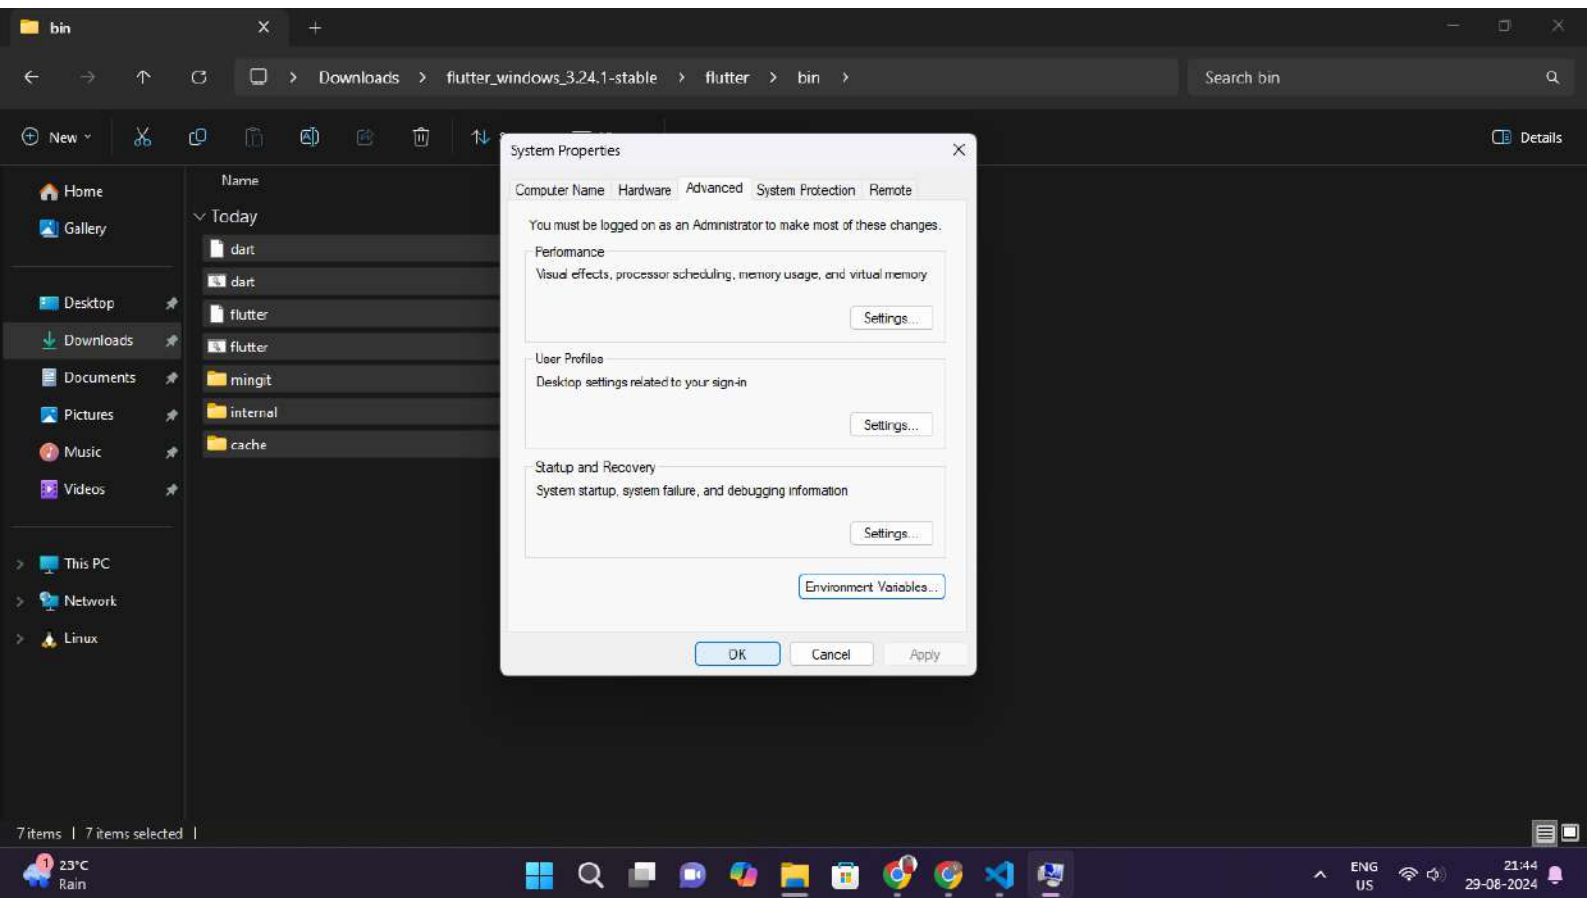 bin
Downloads > flutter_windows_3.24.1-stable > flutter > bin >
Search bin
New
Details
Home
Gallery
Desktop
Downloads
Documents
Pictures
Music
Videos
This PC
Network
Linux
Name
Today
dart
dart
flutter
flutter
mingit
internal
cache
System Properties
Computer Name Hardware Advanced System Protection Remote
You must be logged on as an Administrator to make most of these changes.
Performance
Visual effects, processor scheduling, memory usage, and virtual memory
Settings...
User Profiles
Desktop settings related to your sign-in
Settings...
Startup and Recovery
System startup, system failure, and debugging information
Settings...
Environment Variables...
OK Cancel Apply
7 items | 7 items selected |
1
23°C
Rain
ENG
US
21:44
29-08-2024